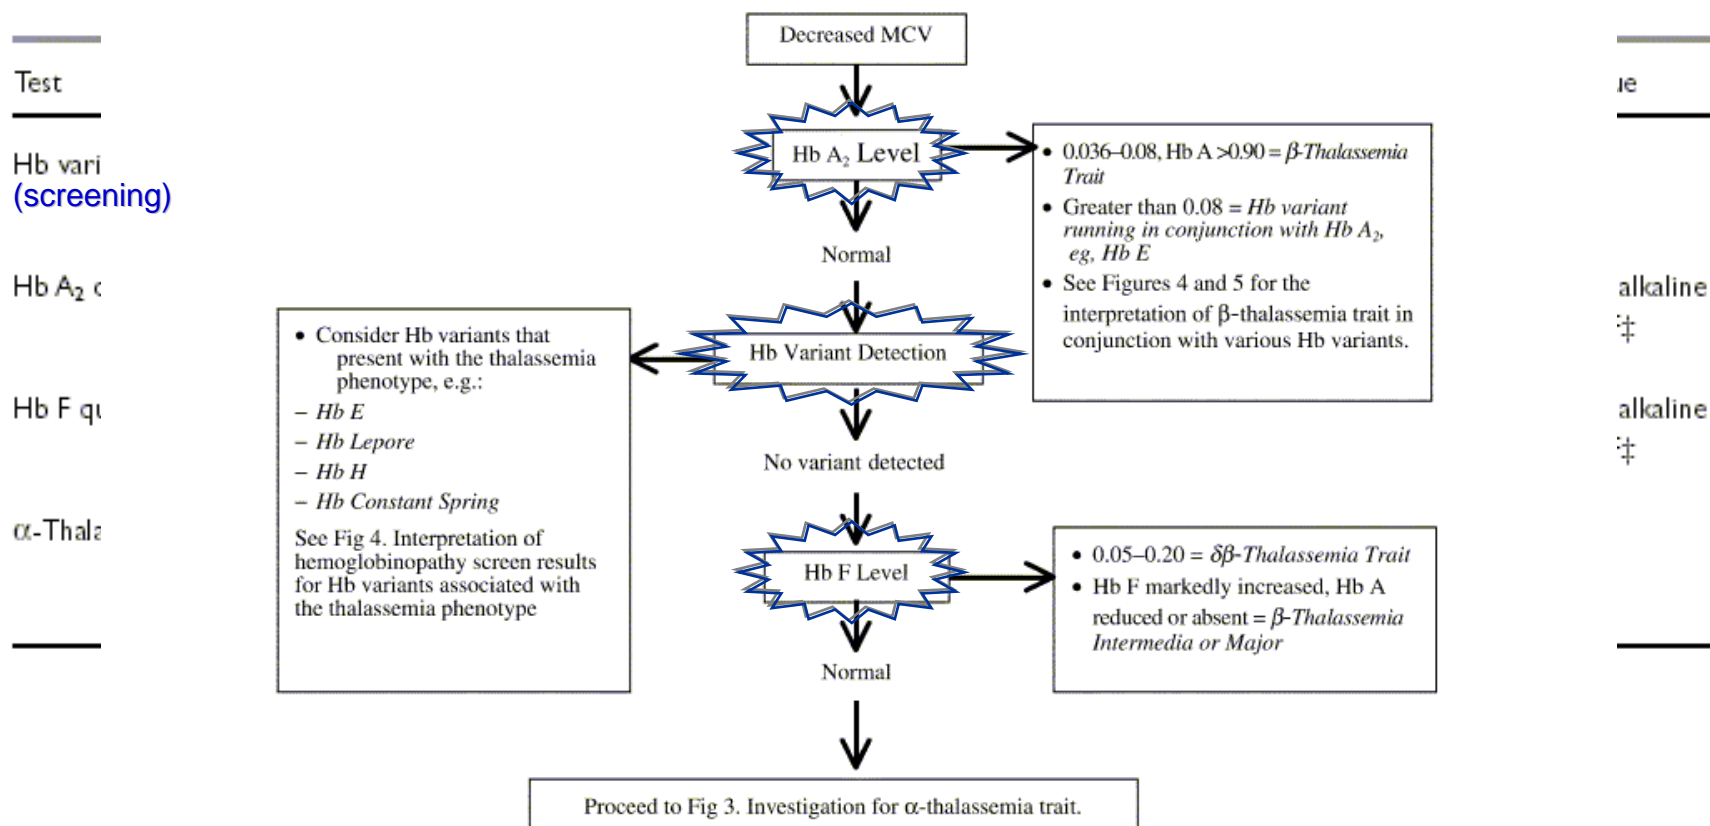 Decreased MCV
Test
Hb vari
(screening)
Hb A₂ Level
• 0.036–0.08, Hb A >0.90 = β-Thalassemia
Trait
• Greater than 0.08 = Hb variant
running in conjunction with Hb A₂,
eg, Hb E
• See Figures 4 and 5 for the
interpretation of β-thalassemia trait in
conjunction with various Hb variants.
Normal
Hb A₂
alkaline
‡
Hb Variant Detection
• Consider Hb variants that
present with the thalassemia
phenotype, e.g.:
– Hb E
– Hb Lepore
– Hb H
– Hb Constant Spring
See Fig 4. Interpretation of
hemoglobinopathy screen results
for Hb variants associated with
the thalassemia phenotype
Hb F qu
alkaline
‡
No variant detected
α-Thala
Hb F Level
• 0.05–0.20 = δβ-Thalassemia Trait
• Hb F markedly increased, Hb A
reduced or absent = β-Thalassemia
Intermedia or Major
Normal
Proceed to Fig 3. Investigation for α-thalassemia trait.